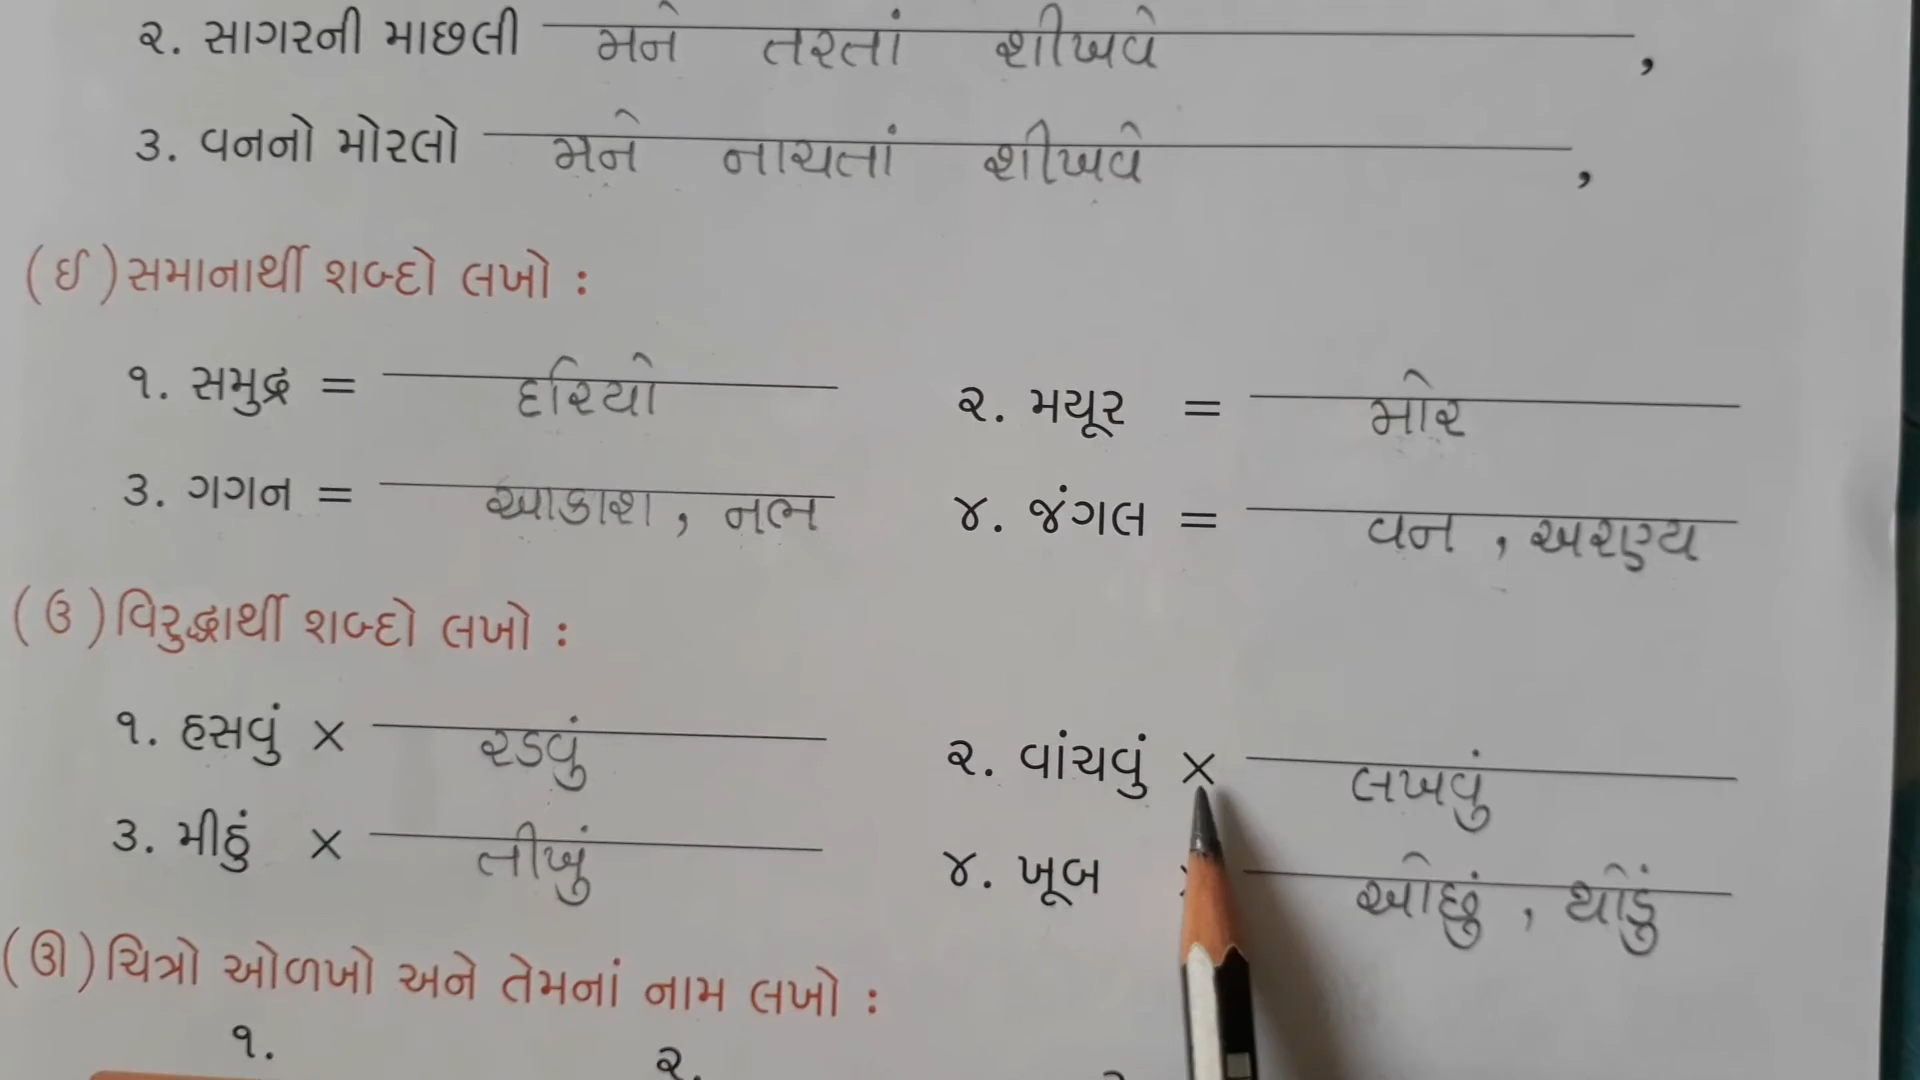 ૨. સાગરની માછલી મને તરતાં શીખવે ,
૩. વનનો મોરલો મને નાચતાં શીખવે ,
(ઈ) સમાનાર્થી શબ્દો લખો :
૧. સમુદ્ર = દરિયો ૨. મયૂર = મોર
૩. ગગન = આકાશ , નભ ૪. જંગલ = વન , અરણ્ય
(ઉ) વિરુદ્ધાર્થી શબ્દો લખો :
૧. હસવું × રડવું ૨. વાંચવું × લખવું
૩. મીઠું × તીખું ૪. ખૂબ × ઓછું , થોડું
(ઊ) ચિત્રો ઓળખો અને તેમનાં નામ લખો :
૧. ૨.